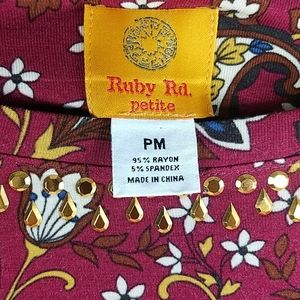 Ruby Rd.
petite
PM
95% RAYON
5% SPANDEX
MADE IN CHINA